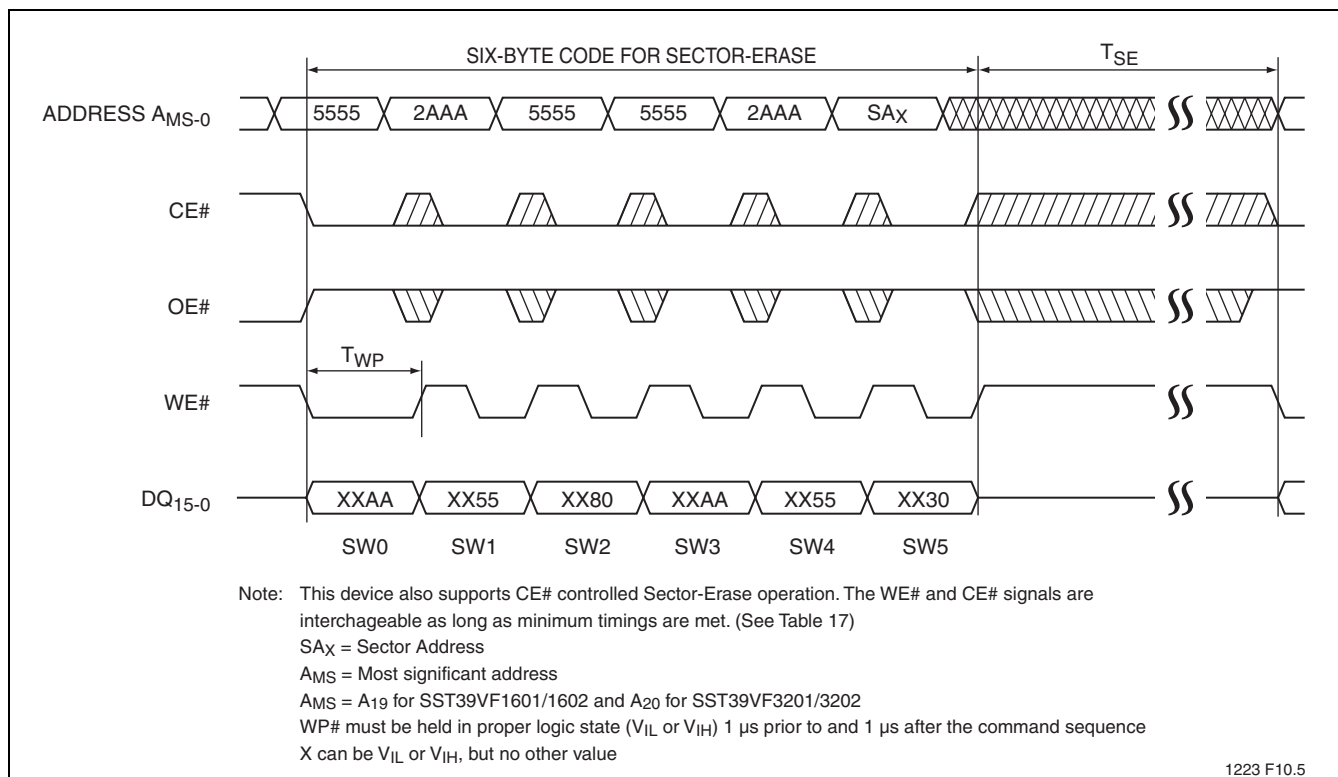 SIX-BYTE CODE FOR SECTOR-ERASE
TSE
ADDRESS AMS-0
5555 2AAA 5555 5555 2AAA SAX
CE#
OE#
TWP
WE#
DQ15-0
XXAA XX55 XX80 XXAA XX55 XX30
SW0 SW1 SW2 SW3 SW4 SW5
Note: This device also supports CE# controlled Sector-Erase operation. The WE# and CE# signals are
interchageable as long as minimum timings are met. (See Table 17)
SAX = Sector Address
AMS = Most significant address
AMS = A19 for SST39VF1601/1602 and A20 for SST39VF3201/3202
WP# must be held in proper logic state (VIL or VIH) 1 µs prior to and 1 µs after the command sequence
X can be VIL or VIH, but no other value
1223 F10.5